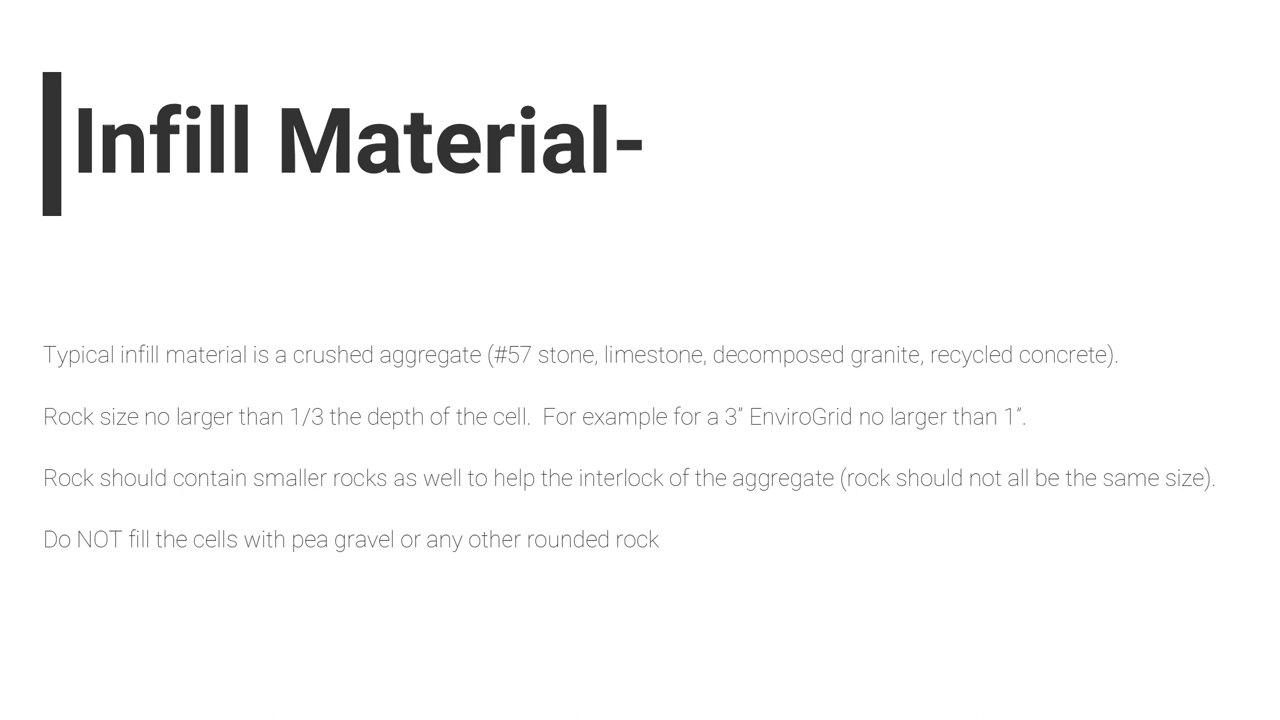 Infill Material-
Typical infill material is a crushed aggregate (#57 stone, limestone, decomposed granite, recycled concrete).
Rock size no larger than 1/3 the depth of the cell.  For example for a 3” EnviroGrid no larger than 1”.
Rock should contain smaller rocks as well to help the interlock of the aggregate (rock should not all be the same size).
Do NOT fill the cells with pea gravel or any other rounded rock